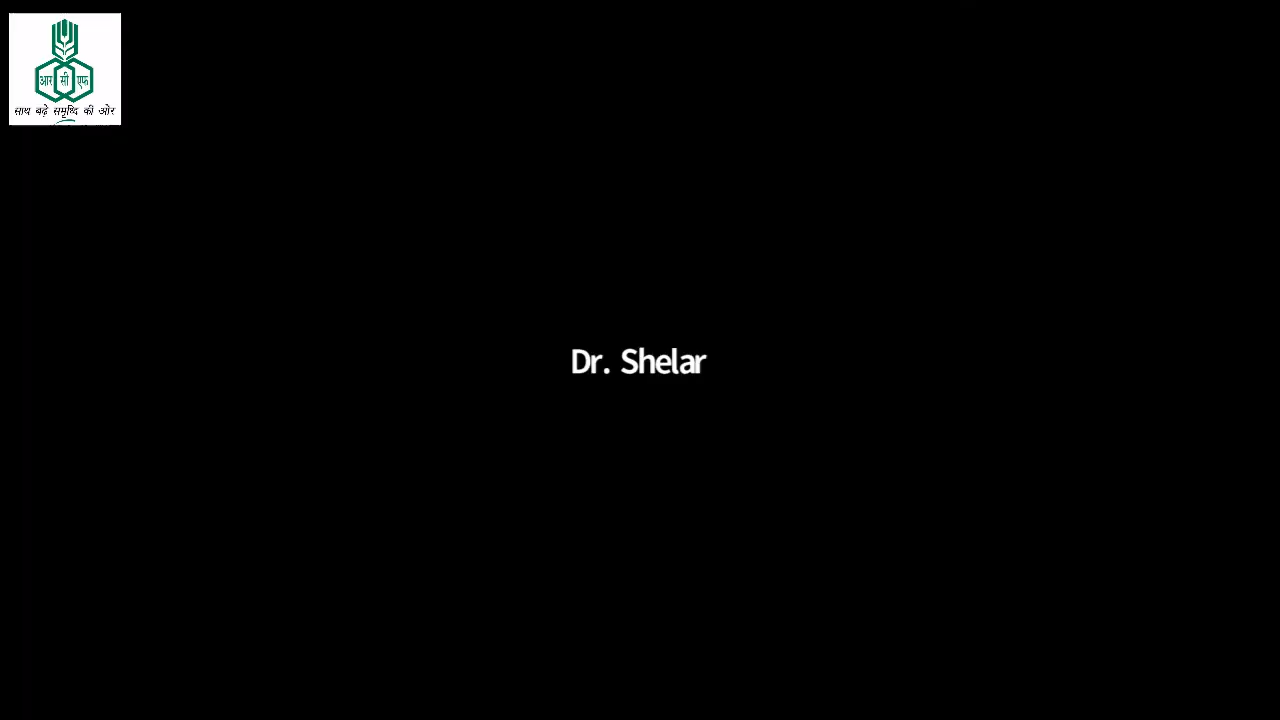 आर सी एफ
साथ बढ़े समृध्दि की ओर
Dr. Shelar